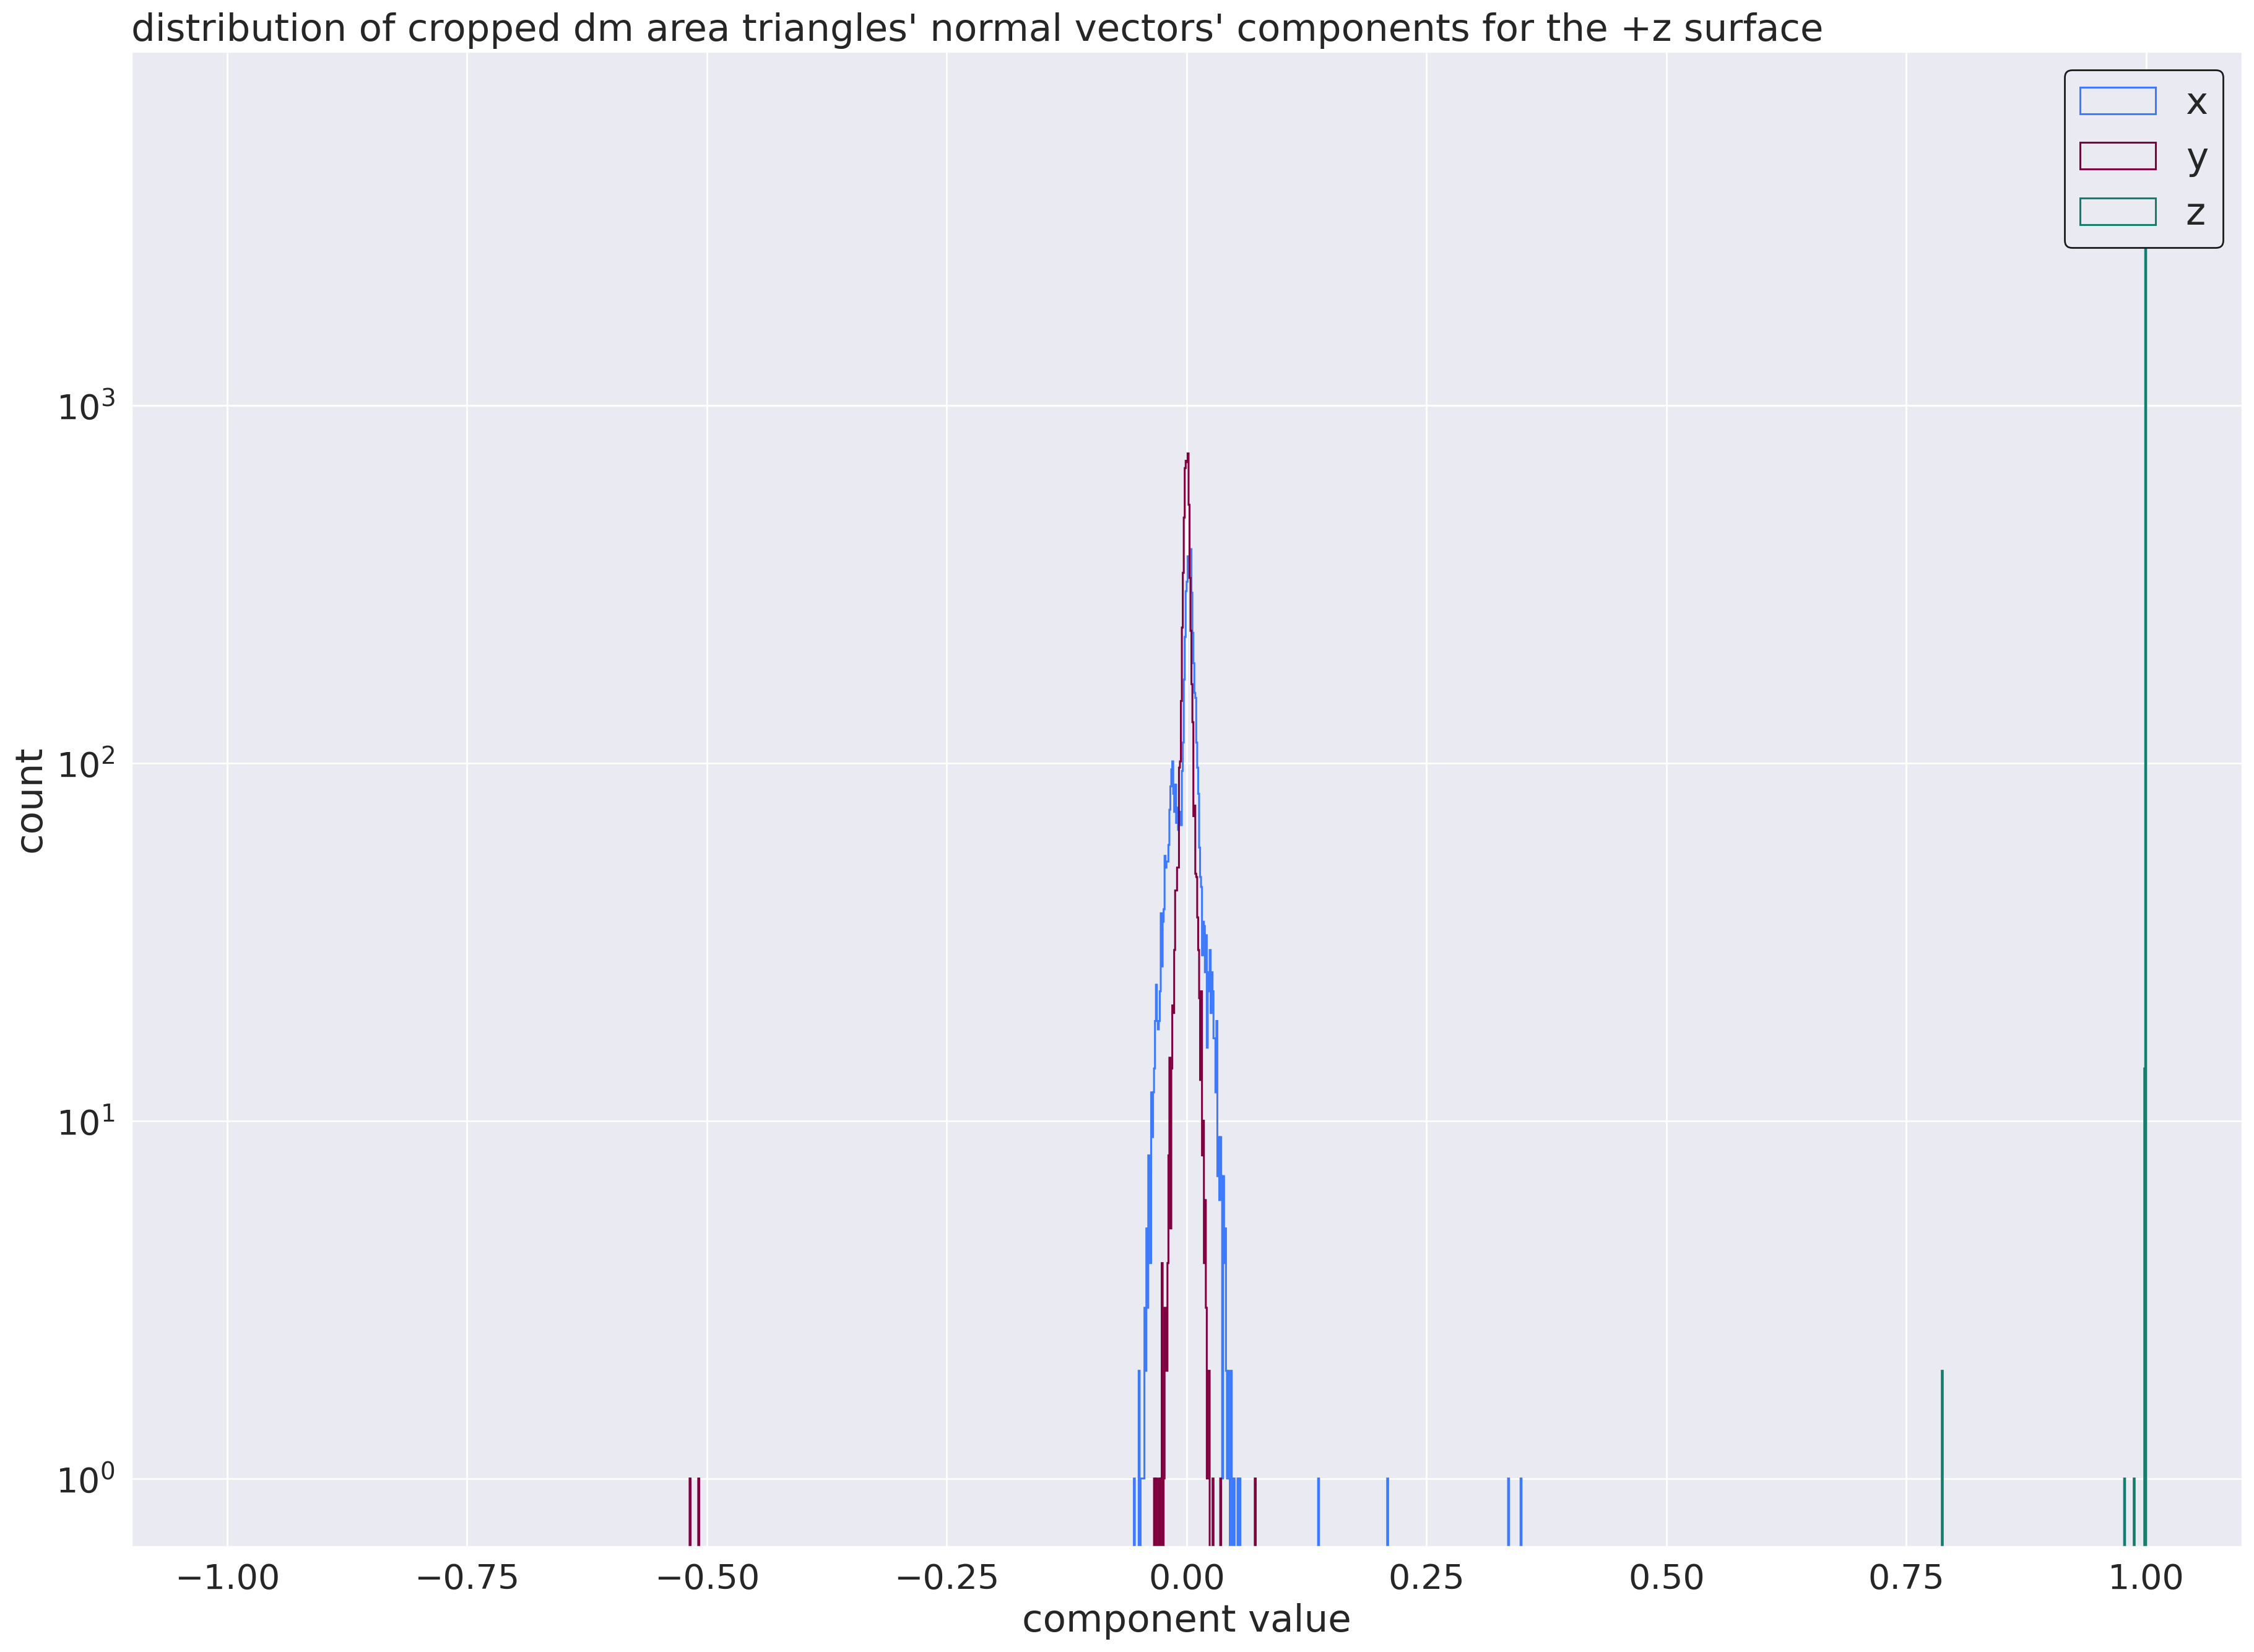 distribution of cropped dm area triangles' normal vectors' components for the +z surface
x
y
z
10³
10²
10¹
10⁰
count
−1.00 −0.75 −0.50 −0.25 0.00 0.25 0.50 0.75 1.00
component value